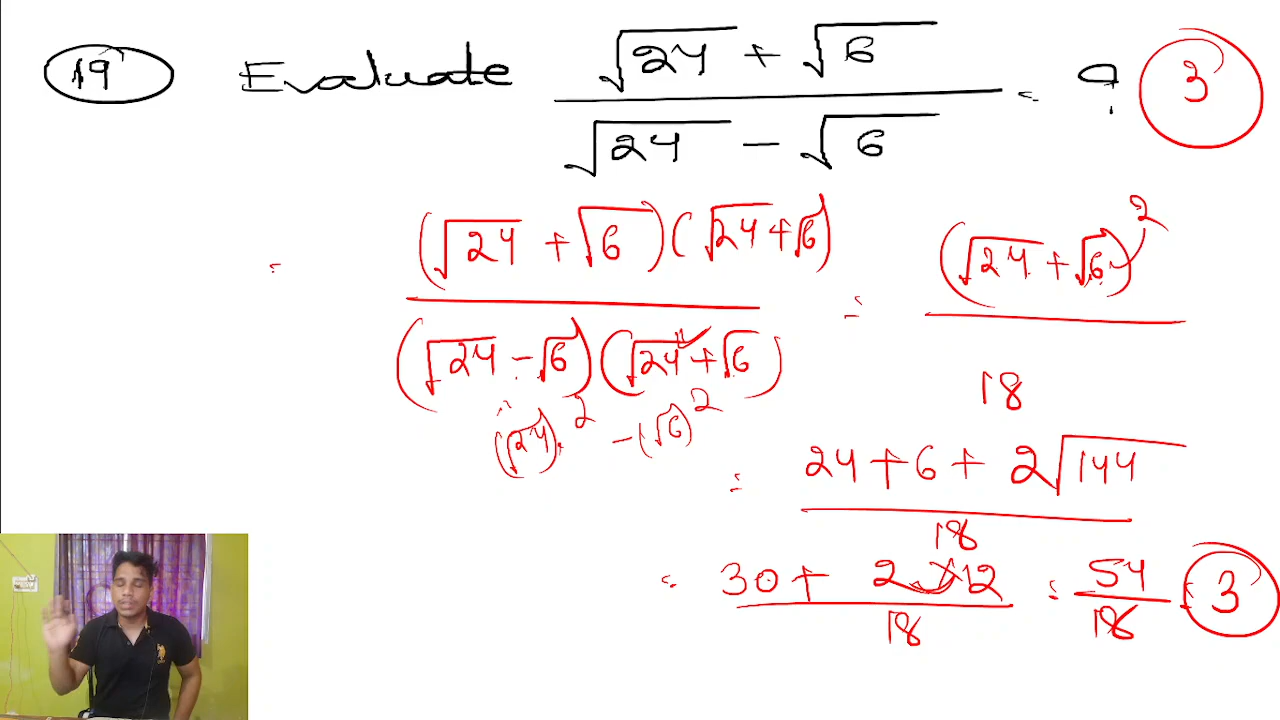 19 Evaluate (√24 + √6) / (√24 − √6) = ? 3
= (√24 + √6)(√24 + √6) / (√24 − √6)(√24 + √6) = (√24 + √6)² / 18
(√24)² − (√6)²
= 24 + 6 + 2√144 / 18
= 30 + 2 × 12 / 18 = 54 / 18 = 3